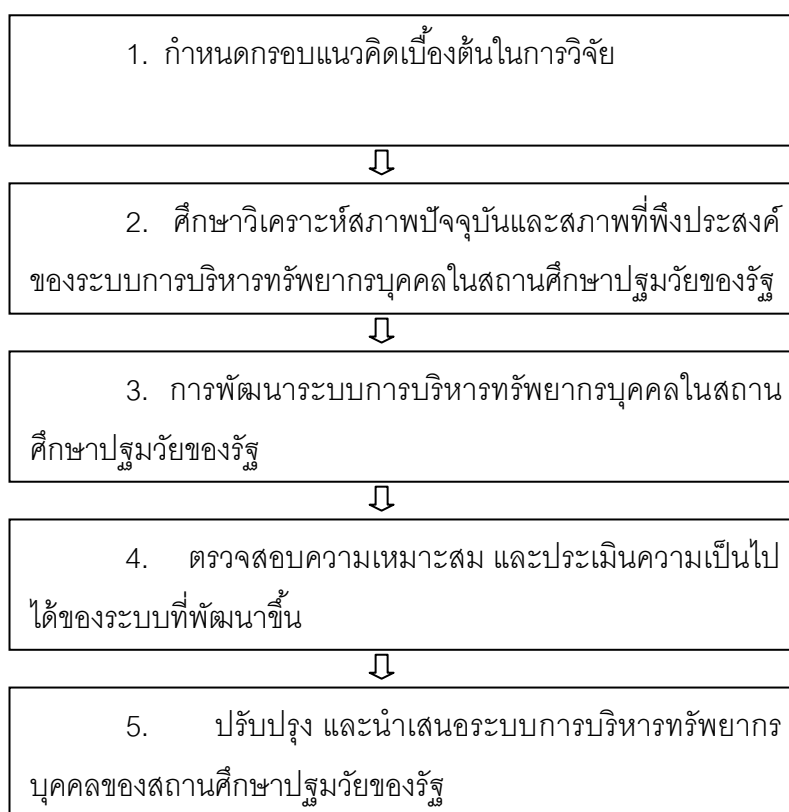 1. กำหนดกรอบแนวคิดเบื้องต้นในการวิจัย
2. ศึกษาวิเคราะห์สภาพปัจจุบันและสภาพที่พึงประสงค์
ของระบบการบริหารทรัพยากรบุคคลในสถานศึกษาปฐมวัยของรัฐ
3. การพัฒนาระบบการบริหารทรัพยากรบุคคลในสถาน
ศึกษาปฐมวัยของรัฐ
4. ตรวจสอบความเหมาะสม และประเมินความเป็นไป
ได้ของระบบที่พัฒนาขึ้น
5. ปรับปรุง และนำเสนอระบบการบริหารทรัพยากร
บุคคลของสถานศึกษาปฐมวัยของรัฐ